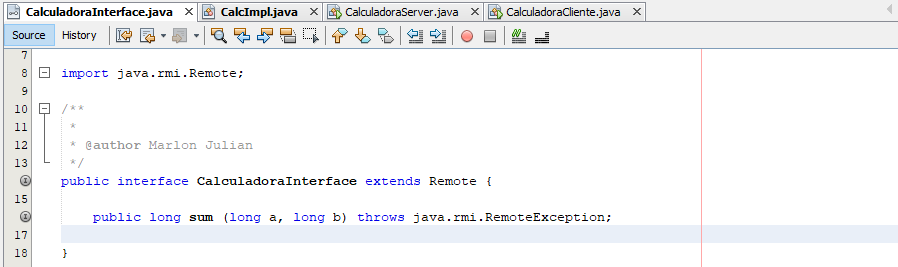 CalculadoraInterface.java CalcImpl.java CalculadoraServer.java CalculadoraCliente.java
Source History
7
8 import java.rmi.Remote;
9
10 /**
11 *
12 * @author Marlon Julian
13 */
public interface CalculadoraInterface extends Remote {
15
public long sum (long a, long b) throws java.rmi.RemoteException;
17
18 }